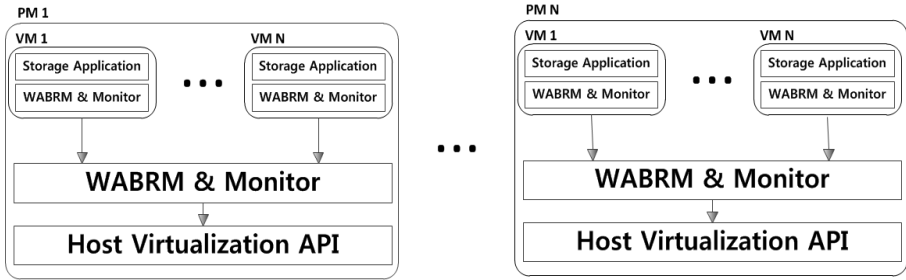 PM 1
VM 1
Storage Application
WABRM & Monitor
...
VM N
Storage Application
WABRM & Monitor
WABRM & Monitor
Host Virtualization API
...
PM N
VM 1
Storage Application
WABRM & Monitor
...
VM N
Storage Application
WABRM & Monitor
WABRM & Monitor
Host Virtualization API